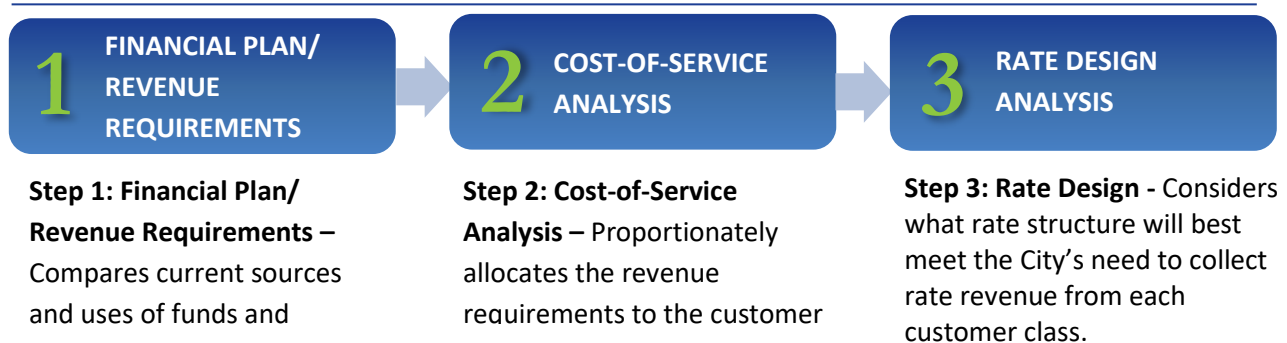 1
FINANCIAL PLAN/
REVENUE
REQUIREMENTS
2
COST-OF-SERVICE
ANALYSIS
3
RATE DESIGN
ANALYSIS
Step 1: Financial Plan/
Revenue Requirements –
Compares current sources
and uses of funds and
Step 2: Cost-of-Service
Analysis – Proportionately
allocates the revenue
requirements to the customer
Step 3: Rate Design - Considers
what rate structure will best
meet the City’s need to collect
rate revenue from each
customer class.